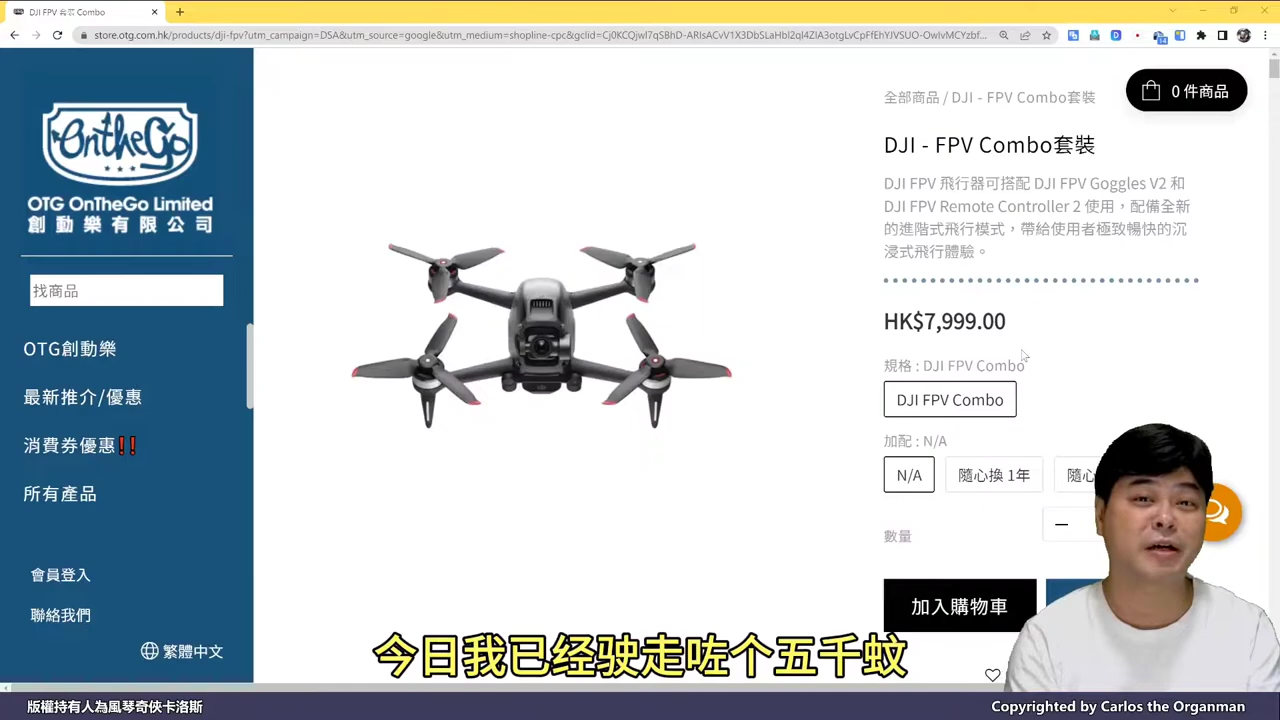 DJI FPV 套裝 Combo
store.otg.com.hk/products/dji-fpv?utm_campaign=DSA&utm_source=google&utm_medium=shopline-cpc&gclid=
OntheGo
OTG OnTheGo Limited
創動樂有限公司
找商品
OTG創動樂
最新推介/優惠
消費券優惠‼️
所有產品
會員登入
聯絡我們
繁體中文
0 件商品
全部商品 / DJI - FPV Combo套裝
DJI - FPV Combo套裝
DJI FPV 飛行器可搭配 DJI FPV Goggles V2 和
DJI FPV Remote Controller 2 使用，配備全新
的進階式飛行模式，帶給使用者極致暢快的沉
浸式飛行體驗。
HK$7,999.00
規格 : DJI FPV Combo
DJI FPV Combo
加配 : N/A
N/A
隨心換 1年
隨心
數量
加入購物車
今日我已经驶走咗个五千蚊
版權持有人為風琴奇俠卡洛斯
Copyrighted by Carlos the Organman